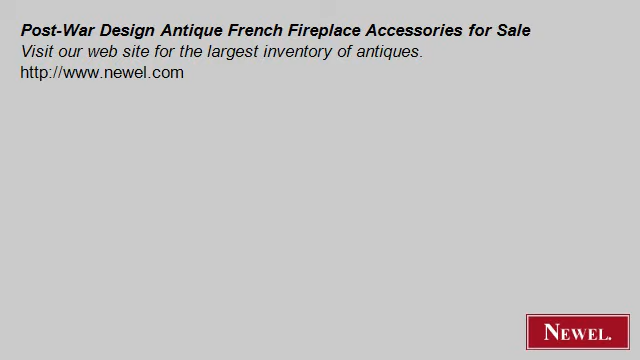 Post-War Design Antique French Fireplace Accessories for Sale
Visit our web site for the largest inventory of antiques.
http://www.newel.com
NEWEL.